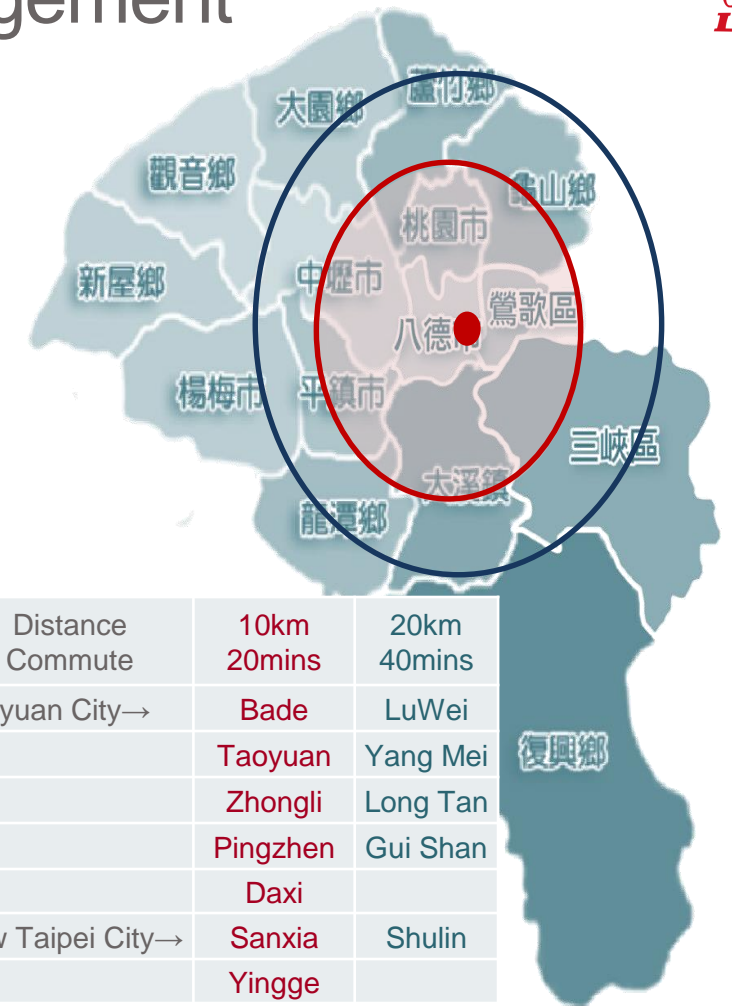 gement
蘆竹鄉
大園鄉
觀音鄉
龜山鄉
桃園市
中壢市
新屋鄉
鶯歌區
八德市
楊梅市
平鎮市
三峽區
大溪鎮
龍潭鄉
復興鄉
Distance 10km 20km
Commute 20mins 40mins
yuan City→ Bade LuWei
Taoyuan Yang Mei
Zhongli Long Tan
Pingzhen Gui Shan
Daxi
w Taipei City→ Sanxia Shulin
Yingge